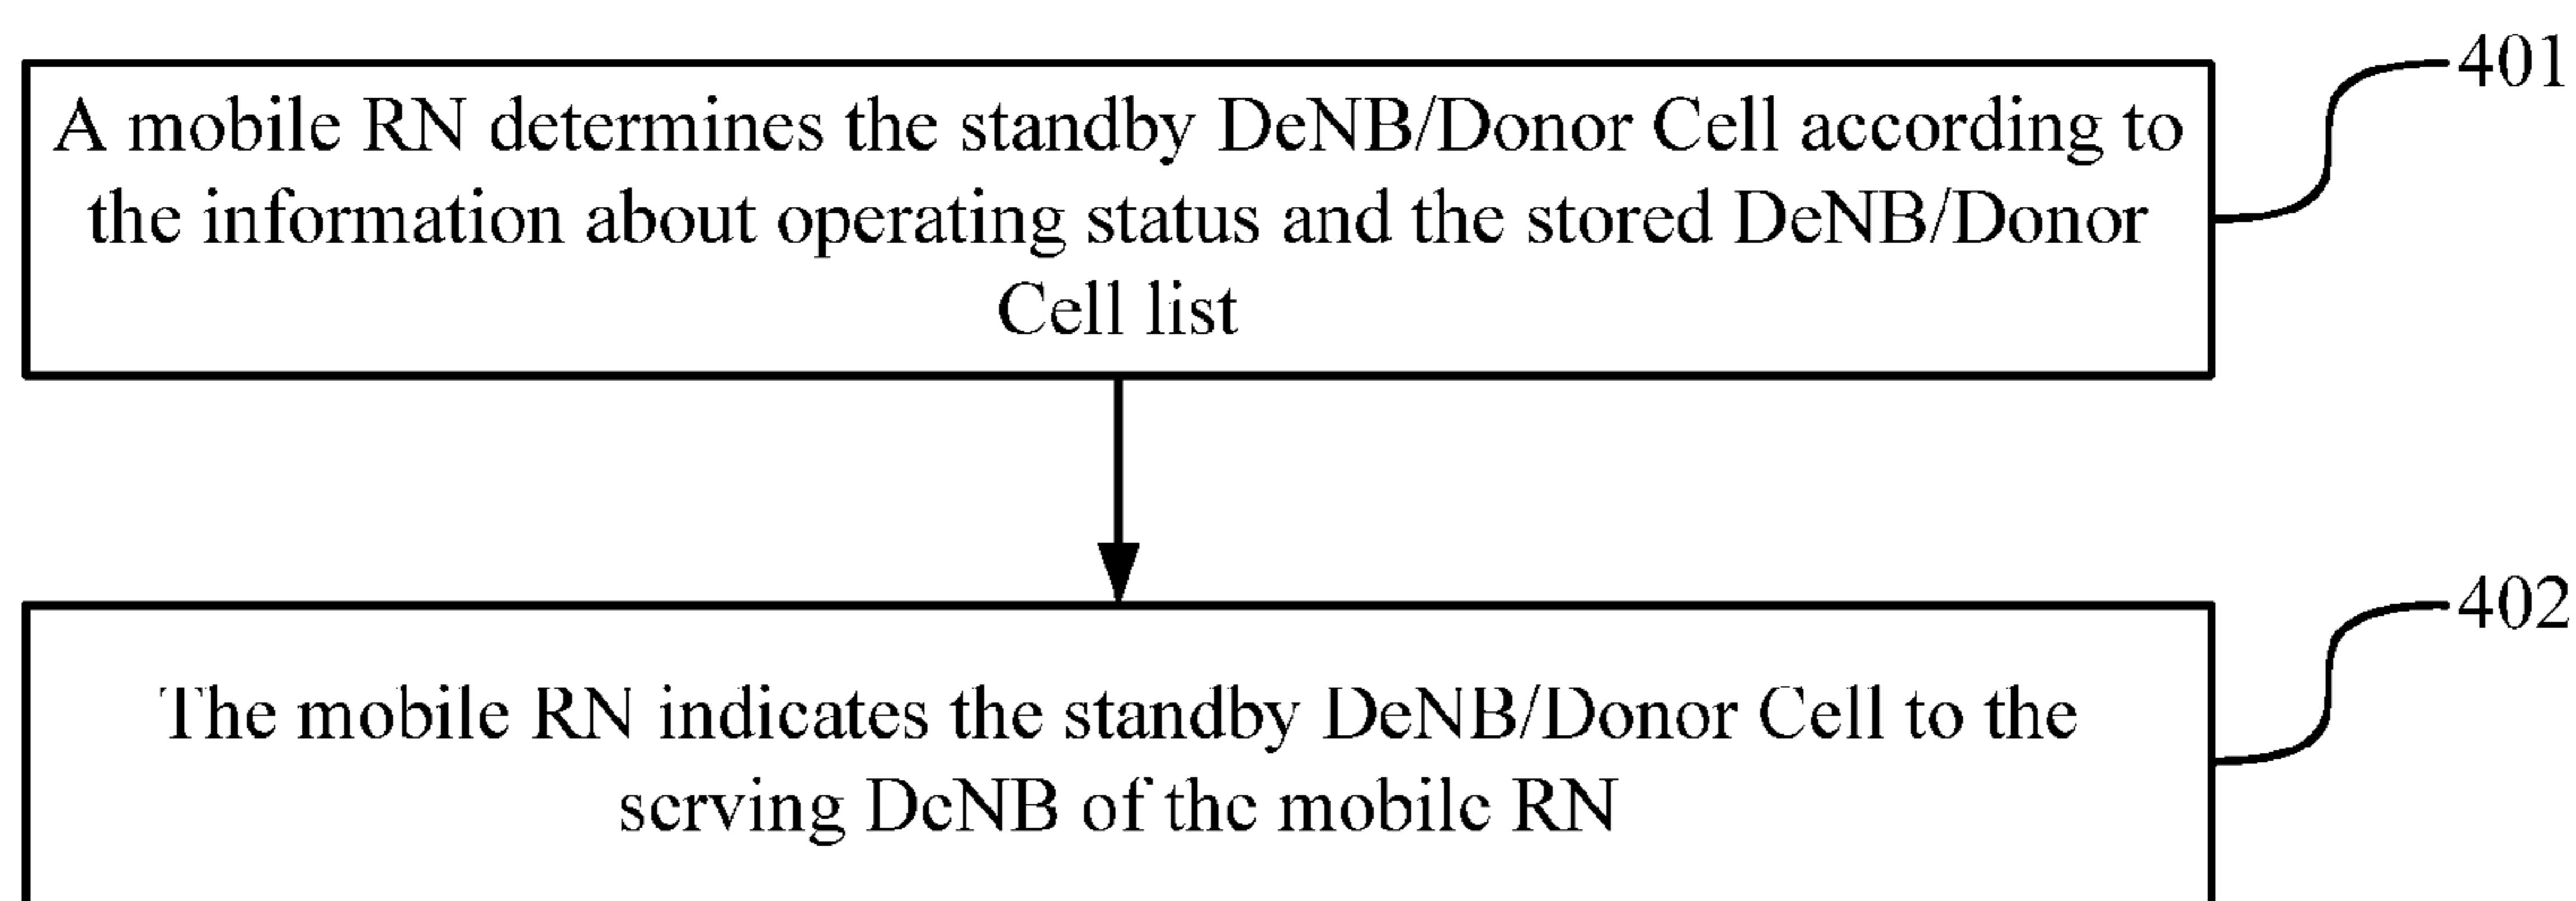 401
A mobile RN determines the standby DeNB/Donor Cell according to
the information about operating status and the stored DeNB/Donor
Cell list
402
The mobile RN indicates the standby DeNB/Donor Cell to the
serving DeNB of the mobile RN